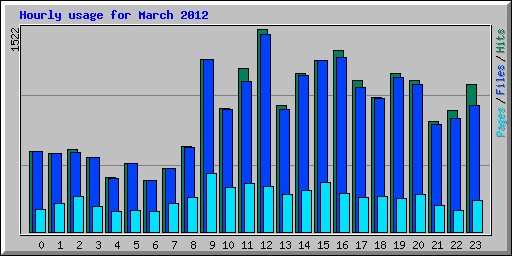 Hourly usage for March 2012
1522
Pages/Files/Hits
0 1 2 3 4 5 6 7 8 9 10 11 12 13 14 15 16 17 18 19 20 21 22 23